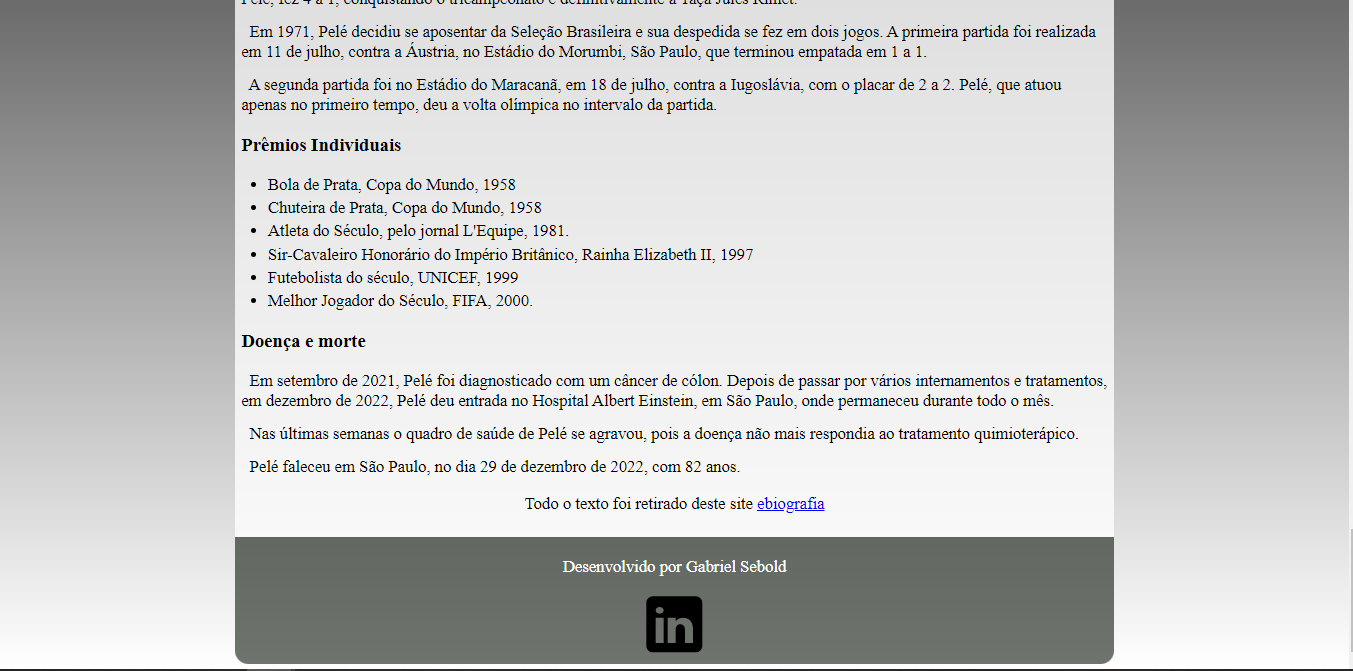 Pelé, fez 4 a 1, conquistando o tricampeonato e definitivamente a Taça Jules Rimet.
Em 1971, Pelé decidiu se aposentar da Seleção Brasileira e sua despedida se fez em dois jogos. A primeira partida foi realizada
em 11 de julho, contra a Áustria, no Estádio do Morumbi, São Paulo, que terminou empatada em 1 a 1.
A segunda partida foi no Estádio do Maracanã, em 18 de julho, contra a Iugoslávia, com o placar de 2 a 2. Pelé, que atuou
apenas no primeiro tempo, deu a volta olímpica no intervalo da partida.
Prêmios Individuais
• Bola de Prata, Copa do Mundo, 1958
• Chuteira de Prata, Copa do Mundo, 1958
• Atleta do Século, pelo jornal L'Equipe, 1981.
• Sir-Cavaleiro Honorário do Império Britânico, Rainha Elizabeth II, 1997
• Futebolista do século, UNICEF, 1999
• Melhor Jogador do Século, FIFA, 2000.
Doença e morte
Em setembro de 2021, Pelé foi diagnosticado com um câncer de cólon. Depois de passar por vários internamentos e tratamentos,
em dezembro de 2022, Pelé deu entrada no Hospital Albert Einstein, em São Paulo, onde permaneceu durante todo o mês.
Nas últimas semanas o quadro de saúde de Pelé se agravou, pois a doença não mais respondia ao tratamento quimioterápico.
Pelé faleceu em São Paulo, no dia 29 de dezembro de 2022, com 82 anos.
Todo o texto foi retirado deste site ebiografia
Desenvolvido por Gabriel Sebold
in